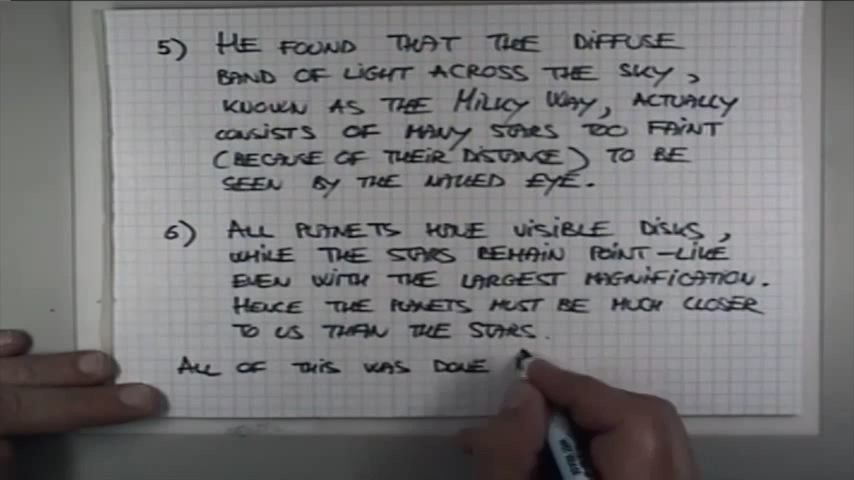 5) HE FOUND THAT THE DIFFUSE
BAND OF LIGHT ACROSS THE SKY,
KNOWN AS THE MILKY WAY, ACTUALLY
CONSISTS OF MANY STARS TOO FAINT
(BECAUSE OF THEIR DISTANCE) TO BE
SEEN BY THE NAKED EYE.
6) ALL PLANETS HAVE VISIBLE DISKS,
WHILE THE STARS REMAIN POINT-LIKE
EVEN WITH THE LARGEST MAGNIFICATION.
HENCE THE PLANETS MUST BE MUCH CLOSER
TO US THAN THE STARS.
ALL OF THIS WAS DONE